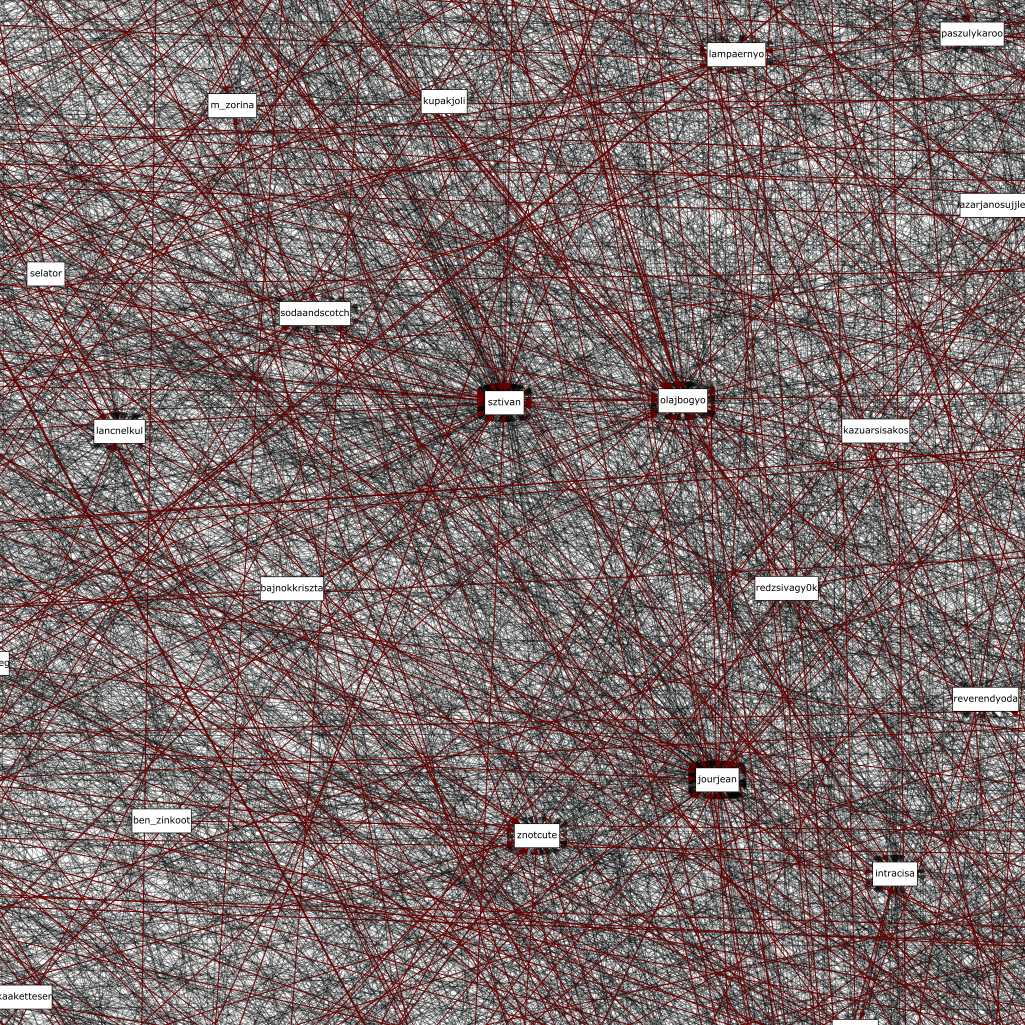 paszulykaroo
lampaernyo
kupakjoli
m_zorina
azarjanosujjle
selator
sodaandscotch
sztivan
olajbogyo
lancnelkul
kazuarsisakos
bajnokkriszta
redzsivagy0k
eg
reverendyoda
jourjean
ben_zinkoot
znotcute
intracisa
kaaketteser